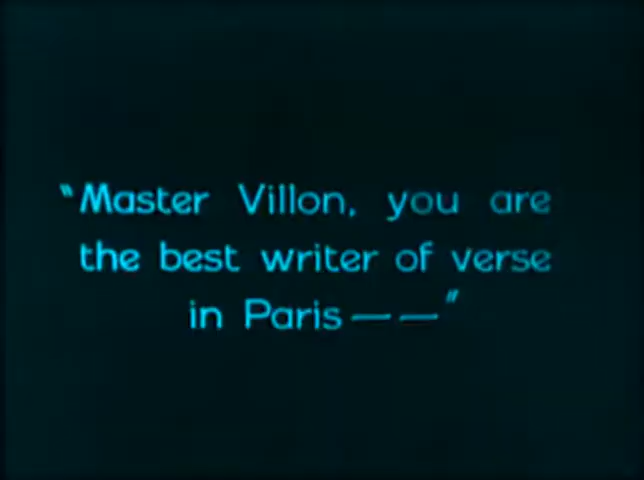 "Master Villon, you are
the best writer of verse
in Paris — —"